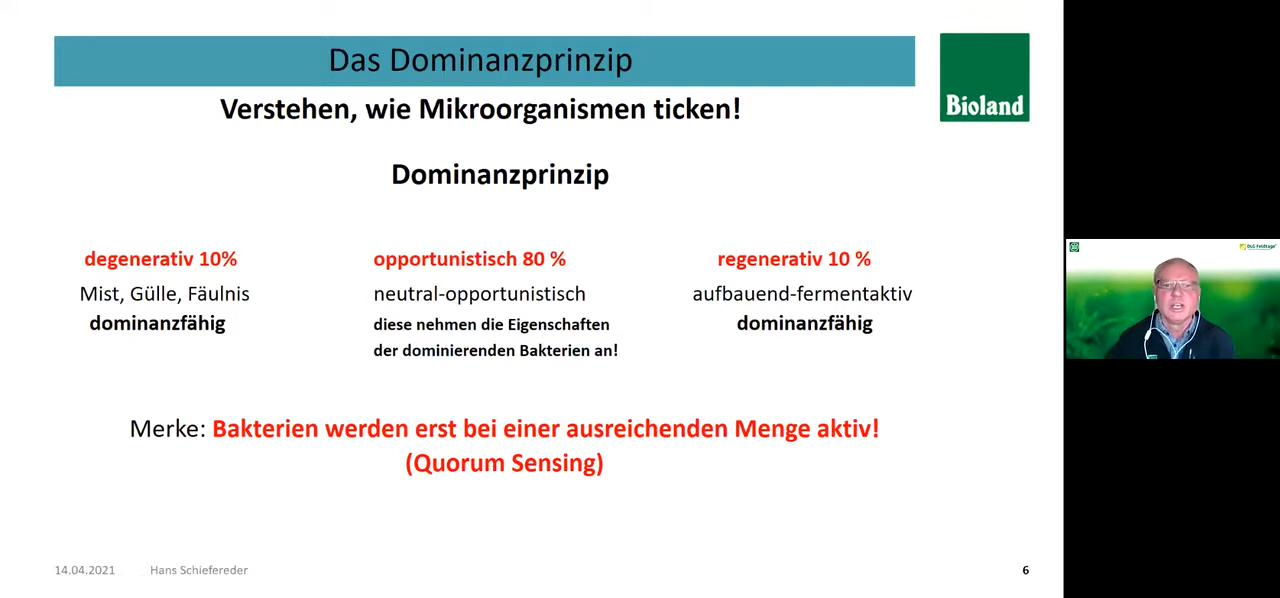 Das Dominanzprinzip
Bioland
Verstehen, wie Mikroorganismen ticken!
Dominanzprinzip
degenerativ 10%
Mist, Gülle, Fäulnis
dominanzfähig
opportunistisch 80 %
neutral-opportunistisch
diese nehmen die Eigenschaften
der dominierenden Bakterien an!
regenerativ 10 %
aufbauend-fermentaktiv
dominanzfähig
Merke: Bakterien werden erst bei einer ausreichenden Menge aktiv!
(Quorum Sensing)
14.04.2021
Hans Schiefereder
6
DLG Feldtage